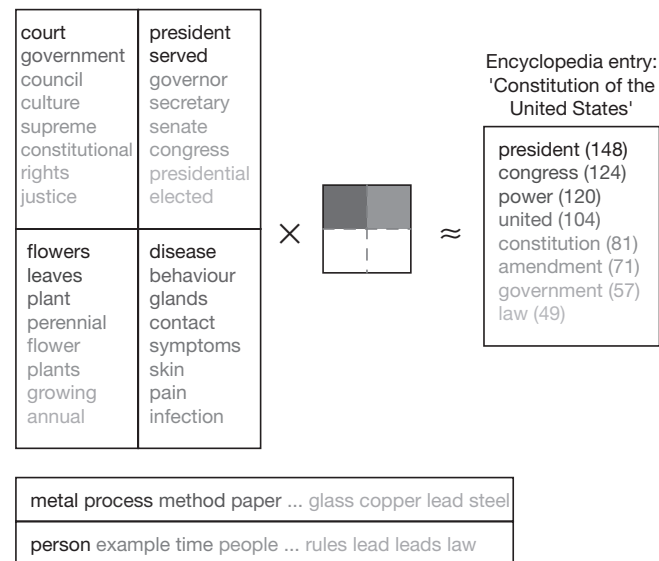 court
government
council
culture
supreme
constitutional
rights
justice
president
served
governor
secretary
senate
congress
presidential
elected
flowers
leaves
plant
perennial
flower
plants
growing
annual
disease
behaviour
glands
contact
symptoms
skin
pain
infection
×
≈
Encyclopedia entry:
'Constitution of the
United States'
president (148)
congress (124)
power (120)
united (104)
constitution (81)
amendment (71)
government (57)
law (49)
metal process method paper ... glass copper lead steel
person example time people ... rules lead leads law